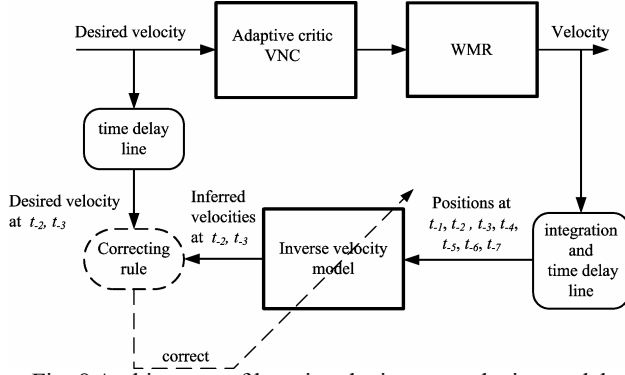 Desired velocity
Adaptive critic
VNC
WMR
Velocity
time delay
line
Desired velocity
at t-2, t-3
Inferred
velocities
at t-2, t-3
Positions at
t-1, t-2 , t-3, t-4,
t-5, t-6, t-7
Correcting
rule
Inverse velocity
model
integration
and
time delay
line
correct